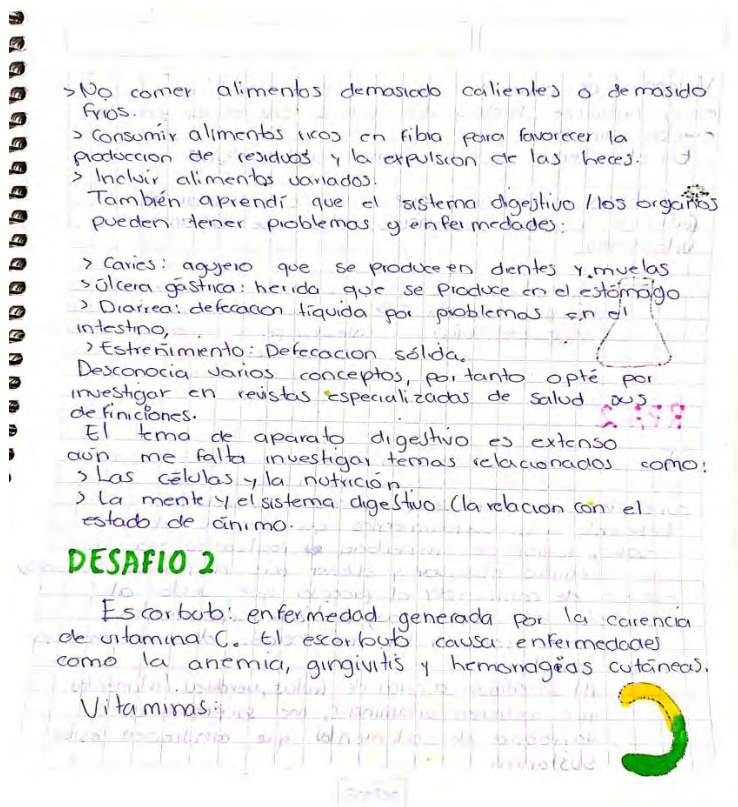 > No comer alimentos demasiado calientes o demasido
frios.
> Consumir alimentos ricos en fibra para favorecer la
produccion de residuos y la expulsion de las heces.
> Incluir alimentos variados.
También aprendí que el sistema digestivo / los organos
pueden tener problemas y enfermedades:
> Caries: agujero que se produce en dientes y muelas
> úlcera gástrica: herida que se produce en el estómago
> Diarrea: defecacion líquida por problemas en el
intestino,
> Estreñimiento: Defecacion sólida.
Desconocia varios conceptos, por tanto opté por
investigar en revistas especializadas de salud sus
definiciones.
El tema de aparato digestivo es extenso
aún me falta investigar temas relacionados como:
> Las células y la nutrición
> La mente y el sistema digestivo (la relacion con el
estado de ánimo.
DESAFIO 2
Escorbuto: enfermedad generada por la carencia
de vitamina C. El escorbuto causa enfermedades
como la anemia, gingivitis y hemorragias cutáneas.
Vitaminas: